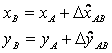 x_B = x_A + Δx̂_AB
y_B = y_A + Δŷ_AB